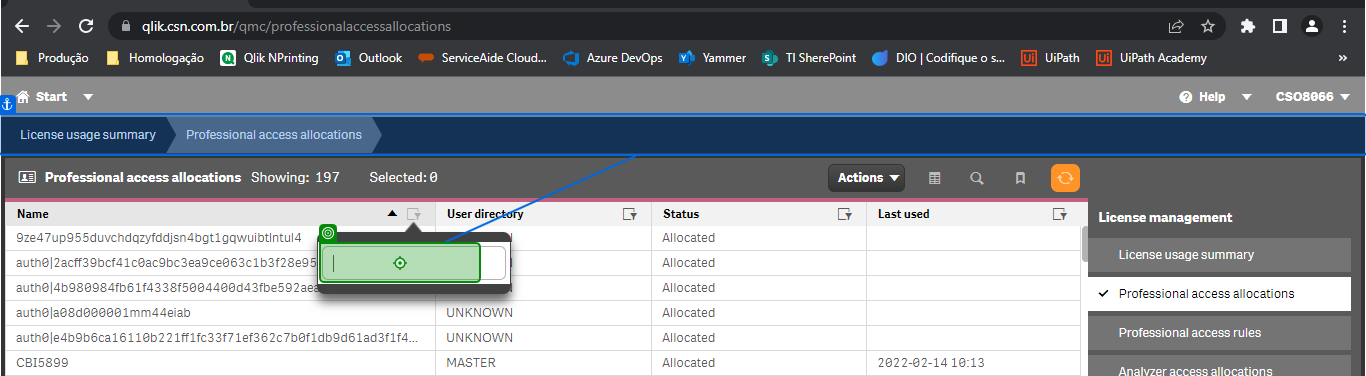 qlik.csn.com.br/qmc/professionalaccessallocations
Produção Homologação Qlik NPrinting Outlook ServiceAide Cloud... Azure DevOps Yammer TI SherePoint DIO | Codifique o s... UiPath UiPath Academy »
Start Help CSO8066
License usage summary Professional access allocations
Professional access allocations Showing: 197 Selected: 0 Actions
Name User directory Status Last used
License management
9ze47up955duvchdqzyfddjsn4bgt1gqwuibtlntul4 Allocated
License usage summary
auth0|2acff39bcf41c0ac9bc3ea9ce063c1b3f28e95 Allocated
auth0|4b980984fb61f4338f5004400d43fbe592aea Allocated
Professional access allocations
auth0|a08d000001mm44eiab UNKNOWN Allocated
Professional access rules
auth0|e4b9b6ca16110b221ff1fc33f71ef362c7b0f1db9d61ad3f1f4... UNKNOWN Allocated
CBI5899 MASTER Allocated 2022-02-14 10:13
Analyzer access allocations